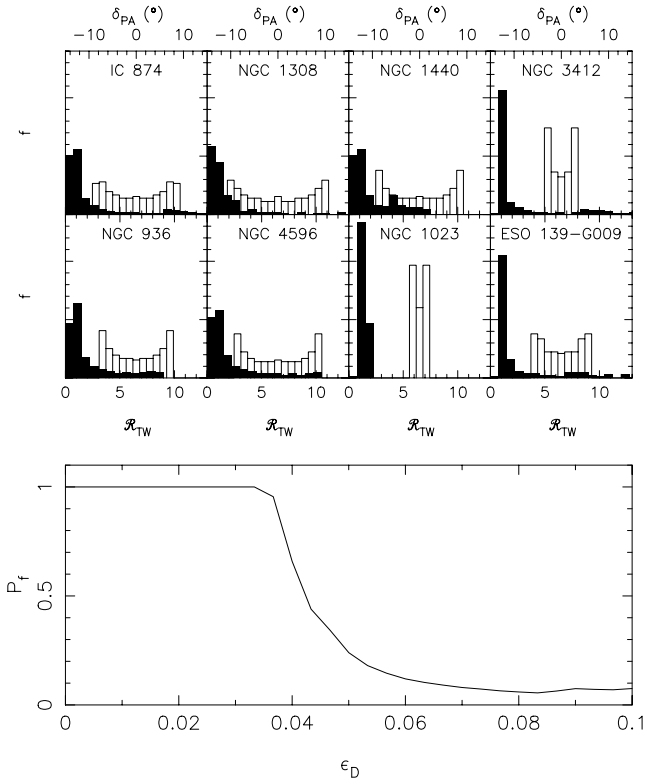 δPA (°) δPA (°) δPA (°) δPA (°)
−10 0 10 −10 0 10 −10 0 10 −10 0 10
IC 874 NGC 1308 NGC 1440 NGC 3412
f
NGC 936 NGC 4596 NGC 1023 ESO 139−G009
f
0 5 10 0 5 10 0 5 10 0 5 10
ℛTW ℛTW ℛTW ℛTW
1
0.5
0
Pf
0 0.02 0.04 0.06 0.08 0.1
εD